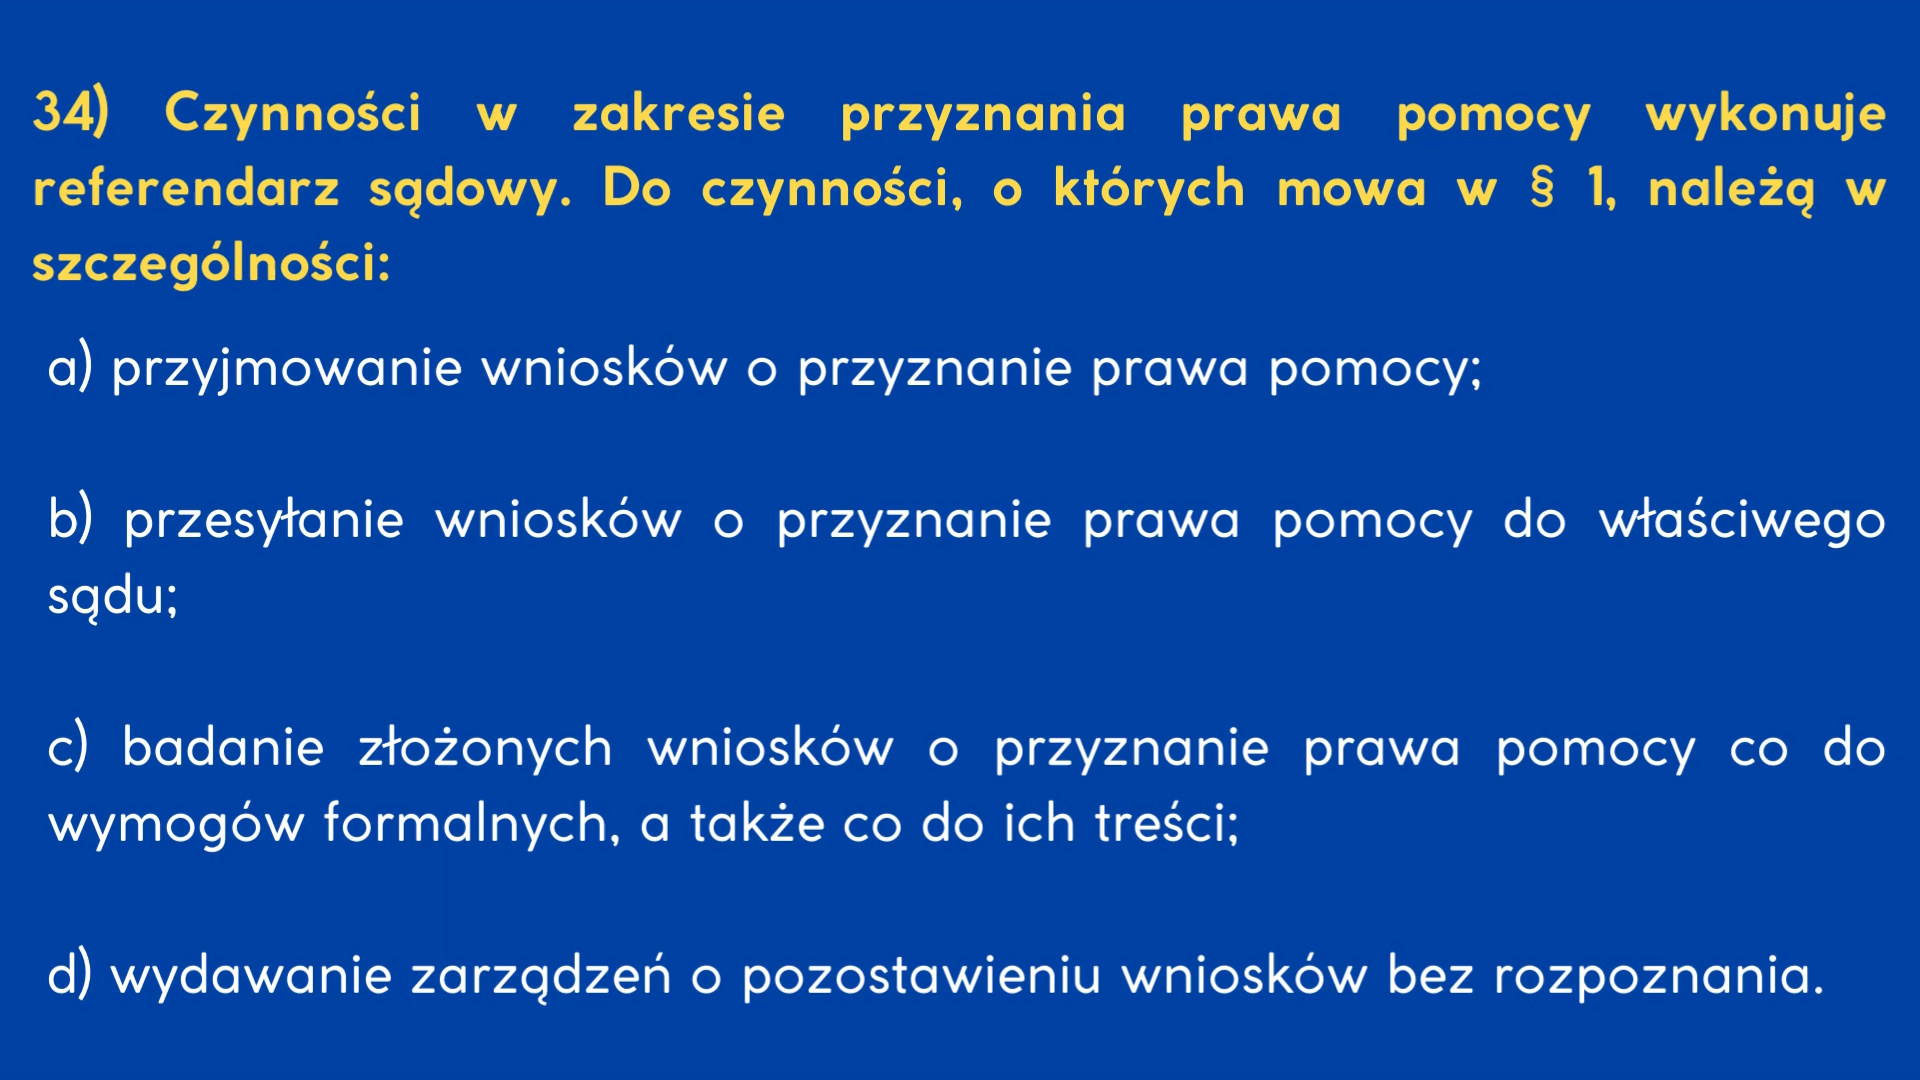 34) Czynności w zakresie przyznania prawa pomocy wykonuje
referendarz sądowy. Do czynności, o których mowa w § 1, należą w
szczególności:
a) przyjmowanie wniosków o przyznanie prawa pomocy;
b) przesyłanie wniosków o przyznanie prawa pomocy do właściwego
sądu;
c) badanie złożonych wniosków o przyznanie prawa pomocy co do
wymogów formalnych, a także co do ich treści;
d) wydawanie zarządzeń o pozostawieniu wniosków bez rozpoznania.